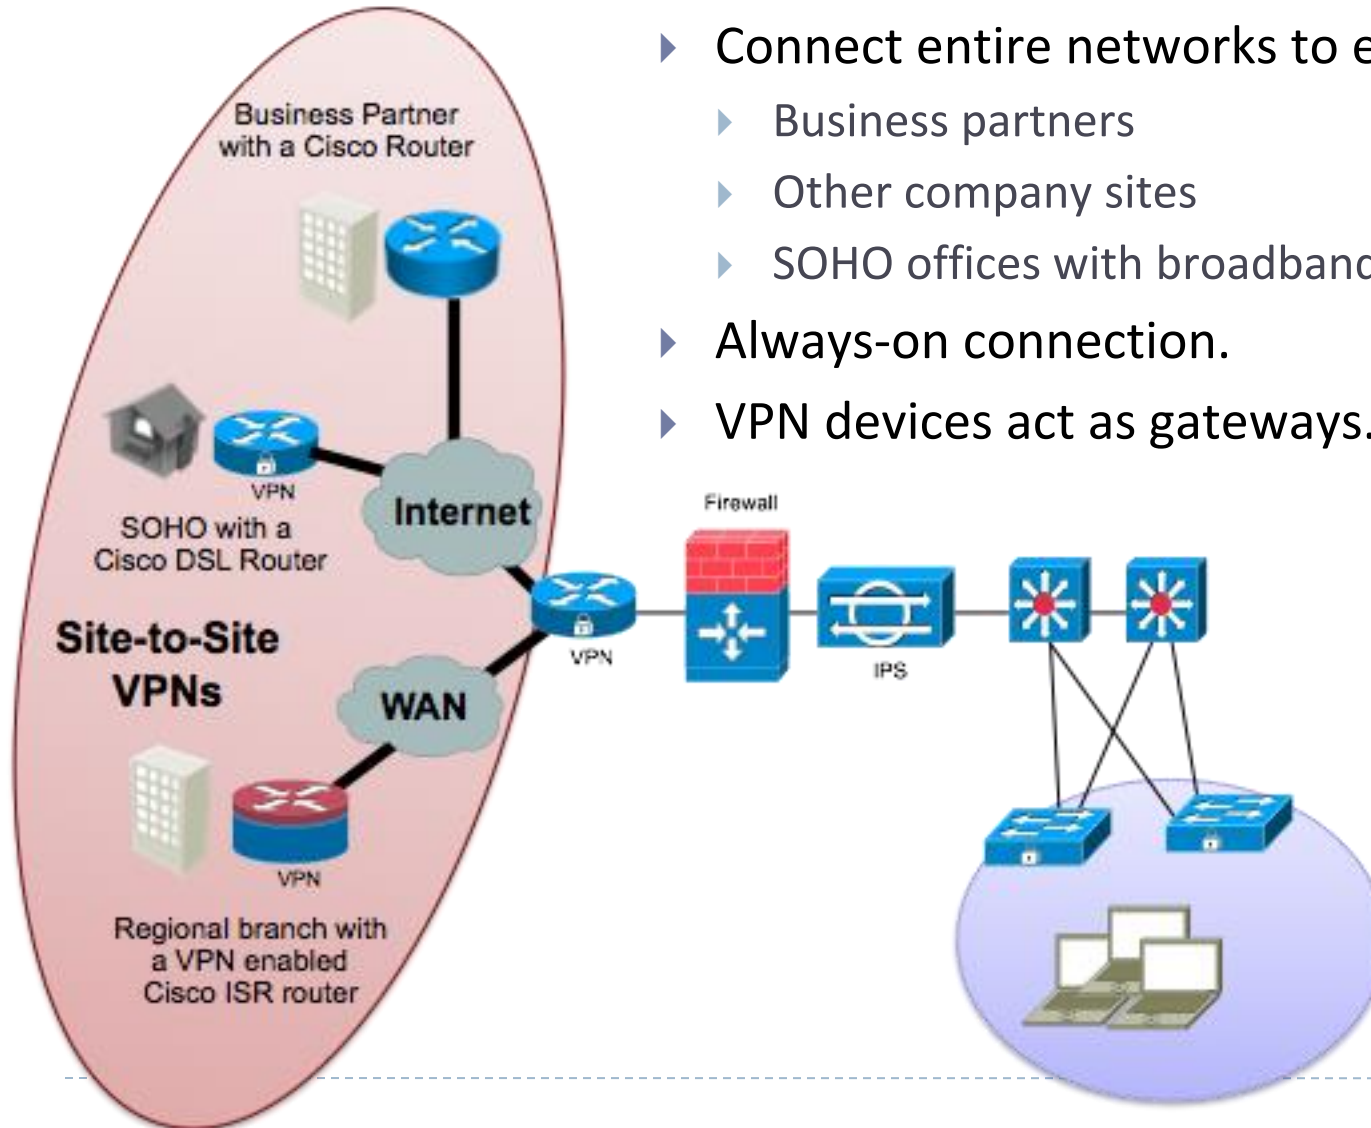 Connect entire networks to e
Business partners
Other company sites
SOHO offices with broadband
Always-on connection.
VPN devices act as gateways.
Business Partner
with a Cisco Router
VPN
SOHO with a
Cisco DSL Router
Internet
Site-to-Site
VPNs
WAN
VPN
Regional branch with
a VPN enabled
Cisco ISR router
VPN
Firewall
IPS